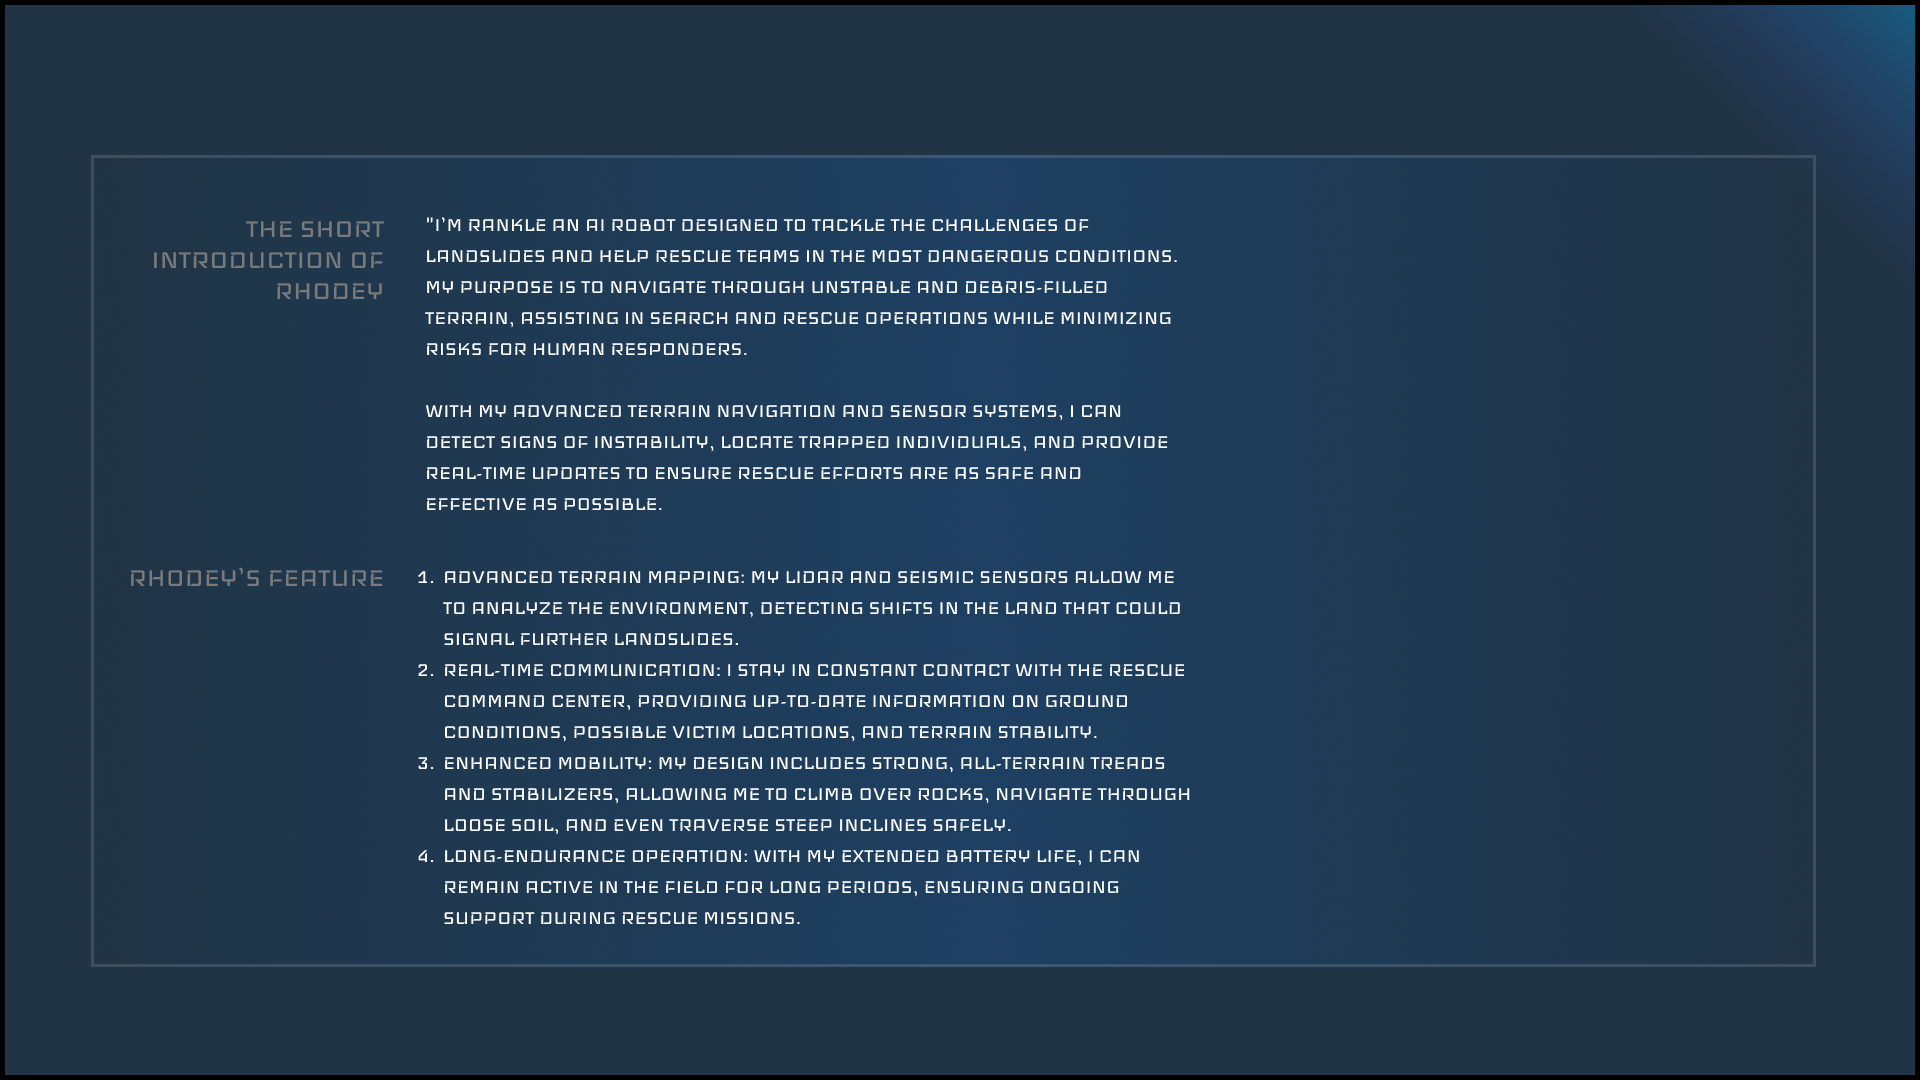 THE SHORT
INTRODUCTION OF
RHODEY
"I'M RANKLE AN AI ROBOT DESIGNED TO TACKLE THE CHALLENGES OF
LANDSLIDES AND HELP RESCUE TEAMS IN THE MOST DANGEROUS CONDITIONS.
MY PURPOSE IS TO NAVIGATE THROUGH UNSTABLE AND DEBRIS-FILLED
TERRAIN, ASSISTING IN SEARCH AND RESCUE OPERATIONS WHILE MINIMIZING
RISKS FOR HUMAN RESPONDERS.
WITH MY ADVANCED TERRAIN NAVIGATION AND SENSOR SYSTEMS, I CAN
DETECT SIGNS OF INSTABILITY, LOCATE TRAPPED INDIVIDUALS, AND PROVIDE
REAL-TIME UPDATES TO ENSURE RESCUE EFFORTS ARE AS SAFE AND
EFFECTIVE AS POSSIBLE.
RHODEY'S FEATURE
1. ADVANCED TERRAIN MAPPING: MY LIDAR AND SEISMIC SENSORS ALLOW ME
TO ANALYZE THE ENVIRONMENT, DETECTING SHIFTS IN THE LAND THAT COULD
SIGNAL FURTHER LANDSLIDES.
2. REAL-TIME COMMUNICATION: I STAY IN CONSTANT CONTACT WITH THE RESCUE
COMMAND CENTER, PROVIDING UP-TO-DATE INFORMATION ON GROUND
CONDITIONS, POSSIBLE VICTIM LOCATIONS, AND TERRAIN STABILITY.
3. ENHANCED MOBILITY: MY DESIGN INCLUDES STRONG, ALL-TERRAIN TREADS
AND STABILIZERS, ALLOWING ME TO CLIMB OVER ROCKS, NAVIGATE THROUGH
LOOSE SOIL, AND EVEN TRAVERSE STEEP INCLINES SAFELY.
4. LONG-ENDURANCE OPERATION: WITH MY EXTENDED BATTERY LIFE, I CAN
REMAIN ACTIVE IN THE FIELD FOR LONG PERIODS, ENSURING ONGOING
SUPPORT DURING RESCUE MISSIONS.